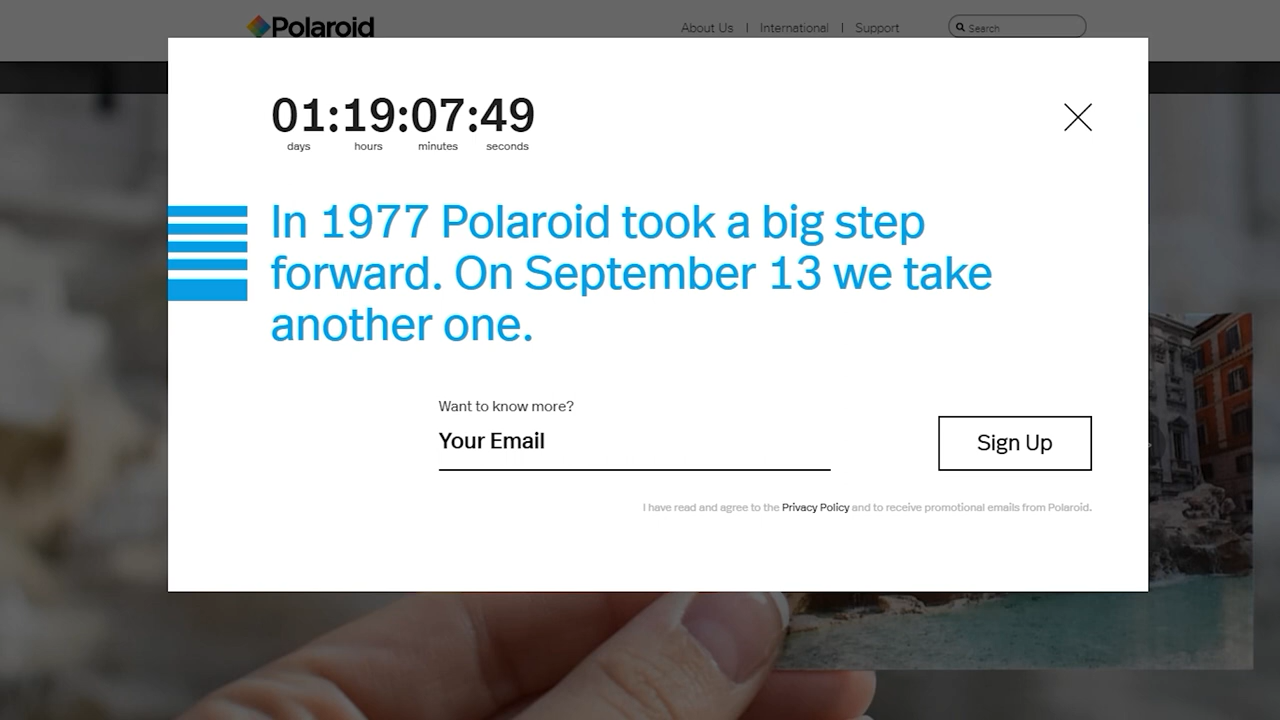 Polaroid
About Us | International | Support
Search
01:19:07:49
days hours minutes seconds
In 1977 Polaroid took a big step
forward. On September 13 we take
another one.
Want to know more?
Your Email
Sign Up
I have read and agree to the Privacy Policy and to receive promotional emails from Polaroid.